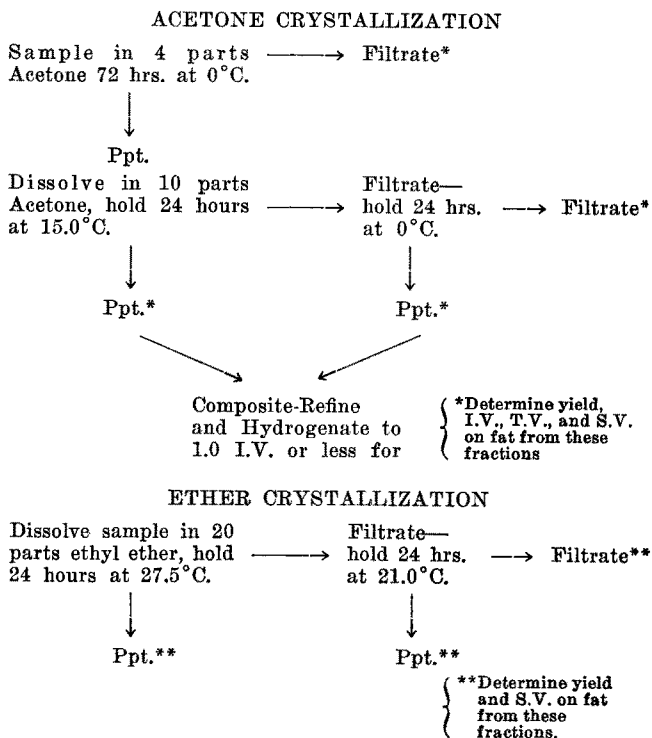 ACETONE CRYSTALLIZATION
Sample in 4 parts
Acetone 72 hrs. at 0°C.
Filtrate*
Ppt.
Dissolve in 10 parts
Acetone, hold 24 hours
at 15.0°C.
Filtrate—
hold 24 hrs.
at 0°C.
Filtrate*
Ppt.*
Ppt.*
Composite-Refine
and Hydrogenate to
1.0 I.V. or less for
*Determine yield,
I.V., T.V., and S.V.
on fat from these
fractions
ETHER CRYSTALLIZATION
Dissolve sample in 20
parts ethyl ether, hold
24 hours at 27.5°C.
Filtrate—
hold 24 hrs.
at 21.0°C.
Filtrate**
Ppt.**
Ppt.**
**Determine yield
and S.V. on fat
from these
fractions.